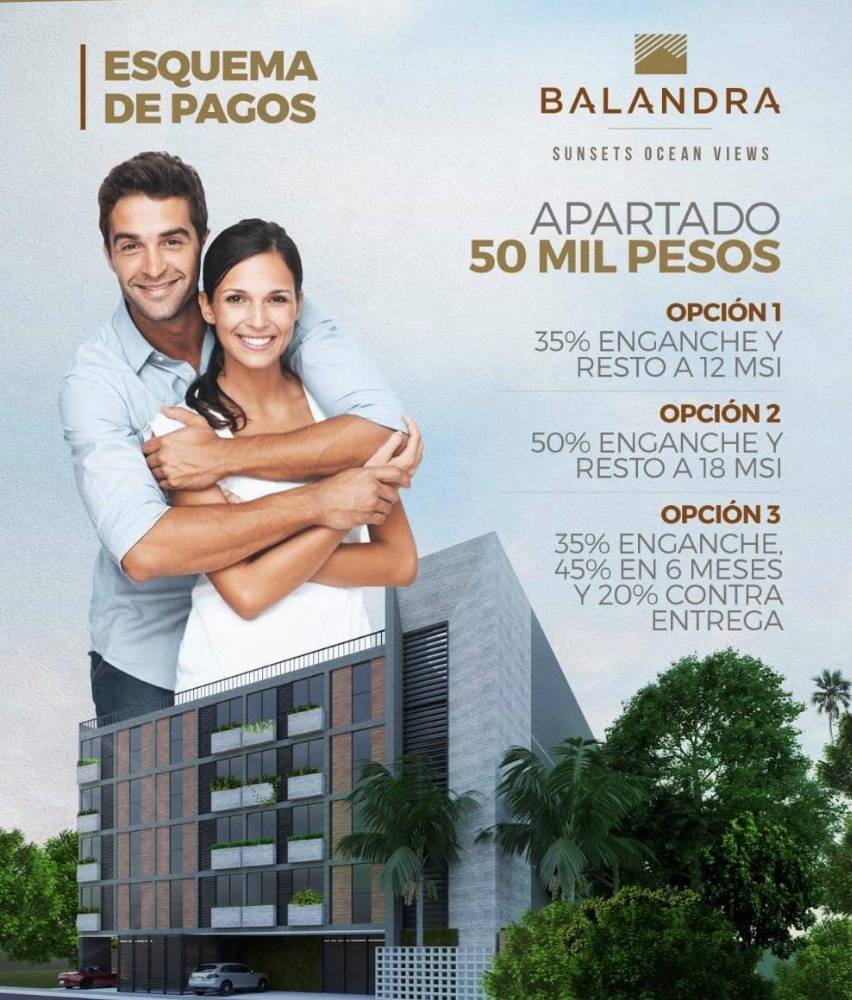 ESQUEMA
DE PAGOS
BALANDRA
SUNSETS OCEAN VIEWS
APARTADO
50 MIL PESOS
OPCIÓN 1
35% ENGANCHE Y
RESTO A 12 MSI
OPCIÓN 2
50% ENGANCHE Y
RESTO A 18 MSI
OPCIÓN 3
35% ENGANCHE,
45% EN 6 MESES
Y 20% CONTRA
ENTREGA